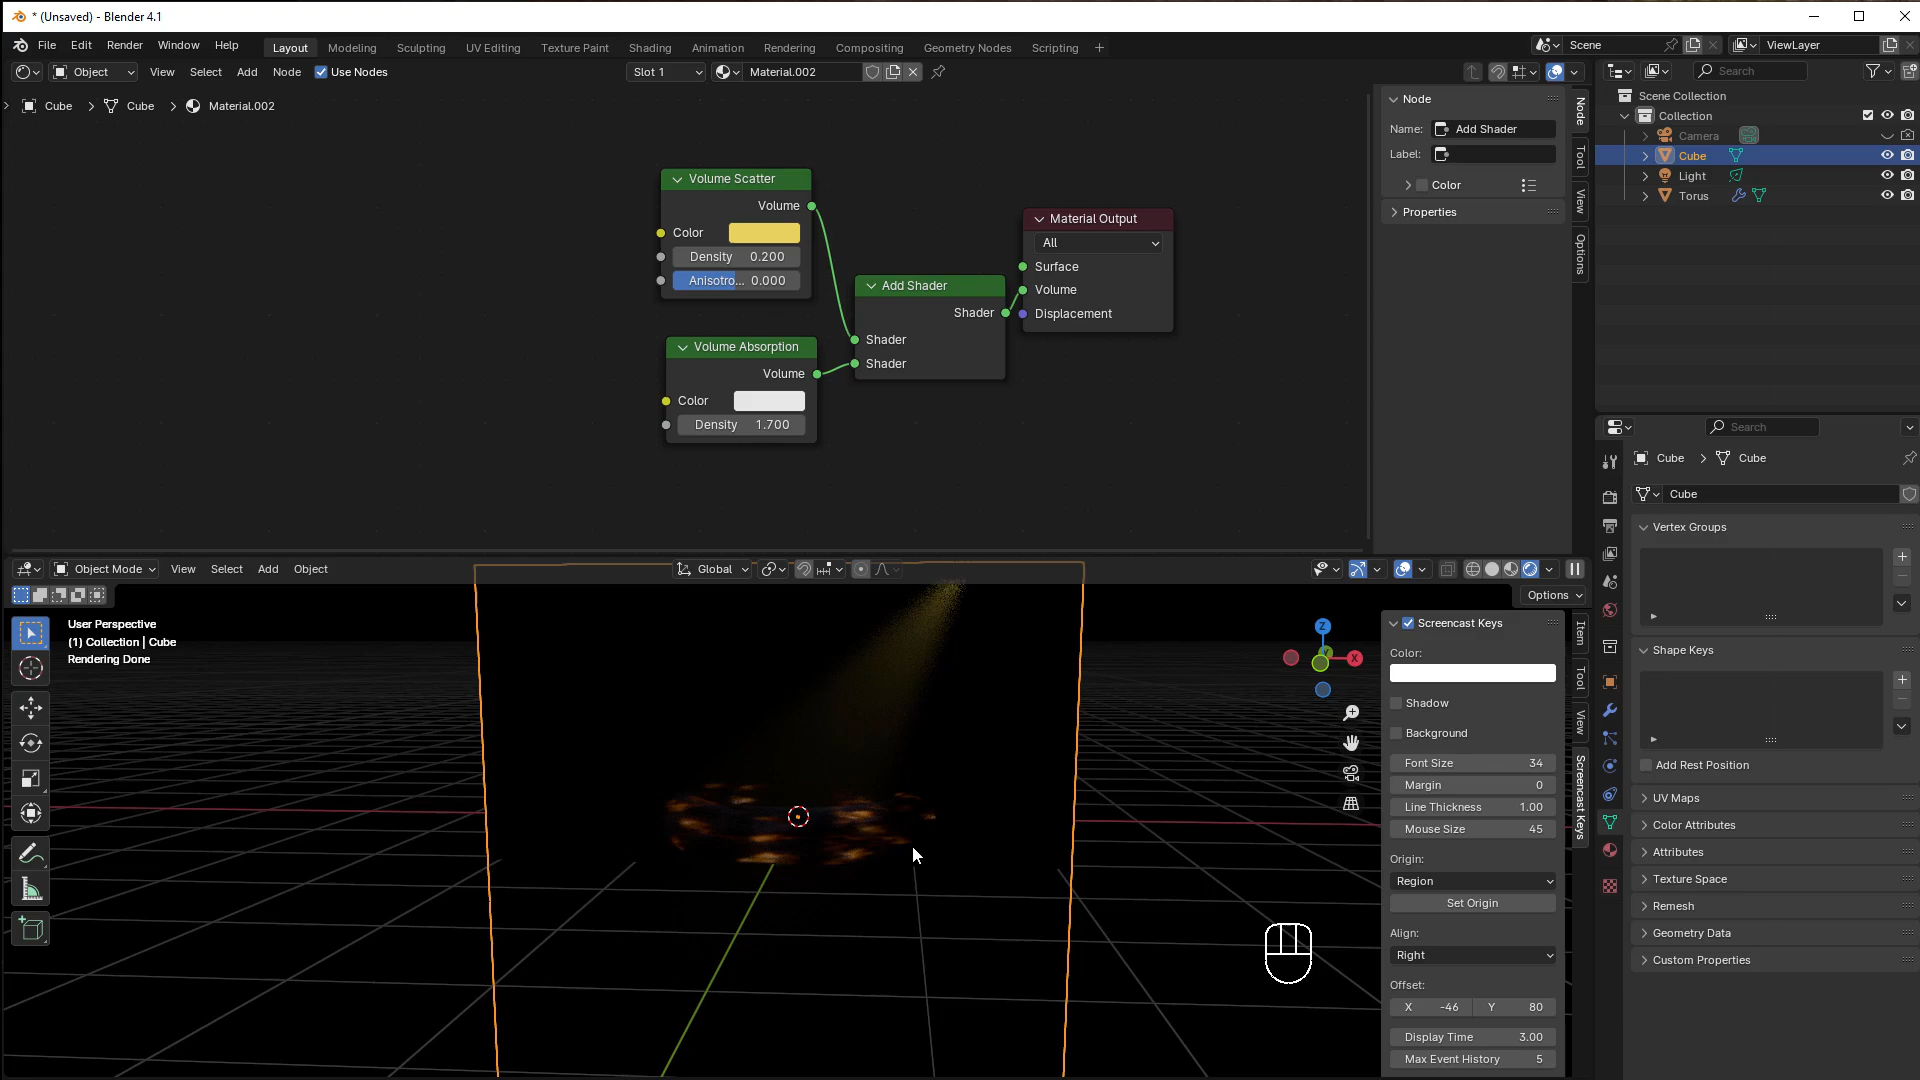 * (Unsaved) - Blender 4.1
File Edit Render Window Help Layout Modeling Sculpting UV Editing Texture Paint Shading Animation Rendering Compositing Geometry Nodes Scripting + Scene ViewLayer
Object View Select Add Node Use Nodes Slot 1 Material.002 Search
Cube > Cube > Material.002
Node
Name: Add Shader
Label:
Color
Properties
Node
Tool
View
Options
Volume Scatter
Volume
Color
Density 0.200
Anisotro... 0.000
Volume Absorption
Volume
Color
Density 1.700
Add Shader
Shader
Shader
Shader
Material Output
All
Surface
Volume
Displacement
Scene Collection
Collection
Camera
Cube
Light
Torus
Search
Cube > Cube
Cube
Vertex Groups
Shape Keys
Add Rest Position
UV Maps
Color Attributes
Attributes
Texture Space
Remesh
Geometry Data
Custom Properties
Object Mode View Select Add Object Global
Options
User Perspective
(1) Collection | Cube
Rendering Done
Z
X
Screencast Keys
Color:
Shadow
Background
Font Size 34
Margin 0
Line Thickness 1.00
Mouse Size 45
Origin:
Region
Set Origin
Align:
Right
Offset:
X -46 Y 80
Display Time 3.00
Max Event History 5
Item
Tool
View
Screencast Keys